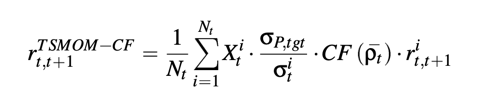 $r_{t,t+1}^{TSMOM-CF} = \frac{1}{N_t} \sum_{i=1}^{N_t} X_t^i \cdot \frac{\sigma_{P,tgt}}{\sigma_t^i} \cdot CF(\bar{\rho}_t) \cdot r_{t,t+1}^i$